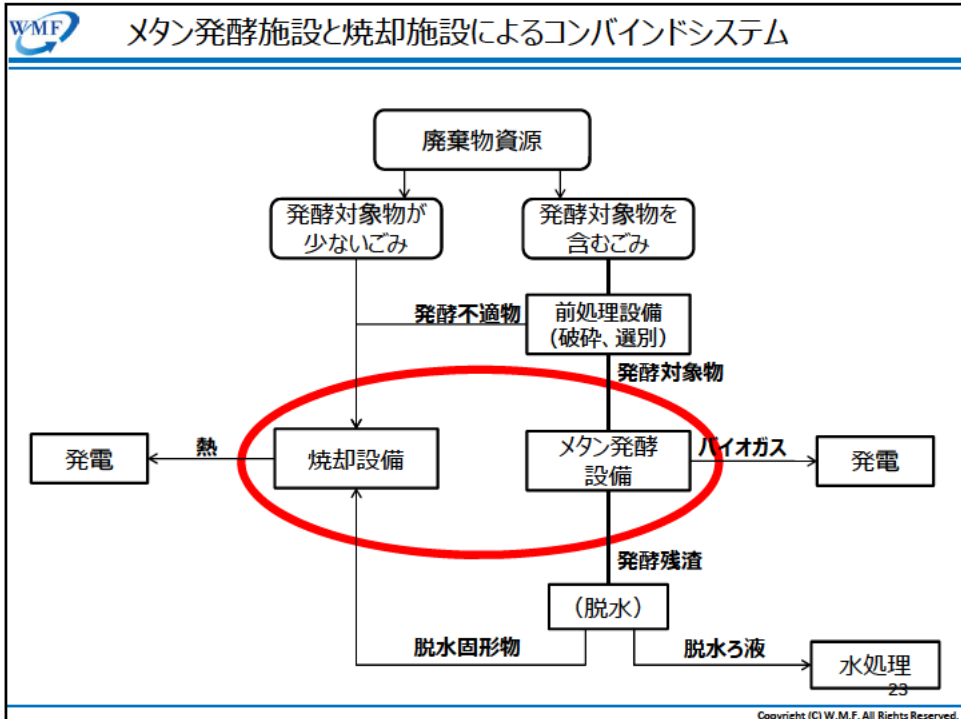 WMF
メタン発酵施設と焼却施設によるコンバインドシステム
廃棄物資源
発酵対象物が
少ないごみ
発酵対象物を
含むごみ
発酵不適物
前処理設備
(破砕、選別)
発酵対象物
発電
熱
焼却設備
メタン発酵
設備
バイオガス
発電
発酵残渣
(脱水)
脱水固形物
脱水ろ液
水処理
23
Copyright (C) W.M.F. All Rights Reserved.